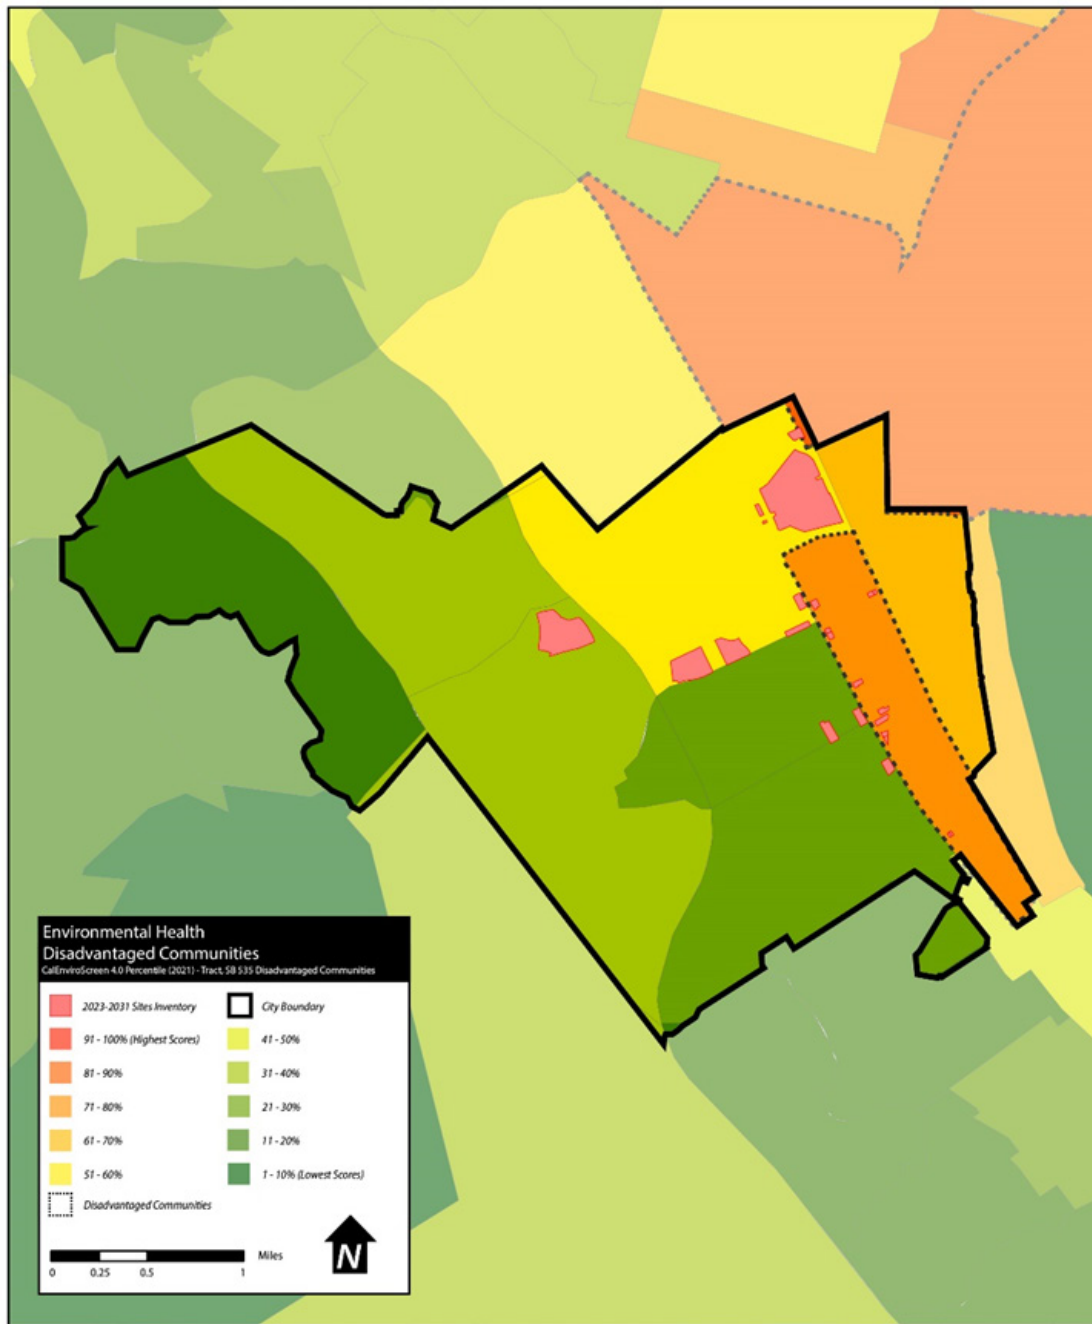 Environmental Health
Disadvantaged Communities
CalEnviroScreen 4.0 Percentile (2021) - Tract, SB 535 Disadvantaged Communities
2023-2031 Sites Inventory
91 - 100% (Highest Scores)
81 - 90%
71 - 80%
61 - 70%
51 - 60%
Disadvantaged Communities
City Boundary
41 - 50%
31 - 40%
21 - 30%
11 - 20%
1 - 10% (Lowest Scores)
Miles
0 0.25 0.5 1
N